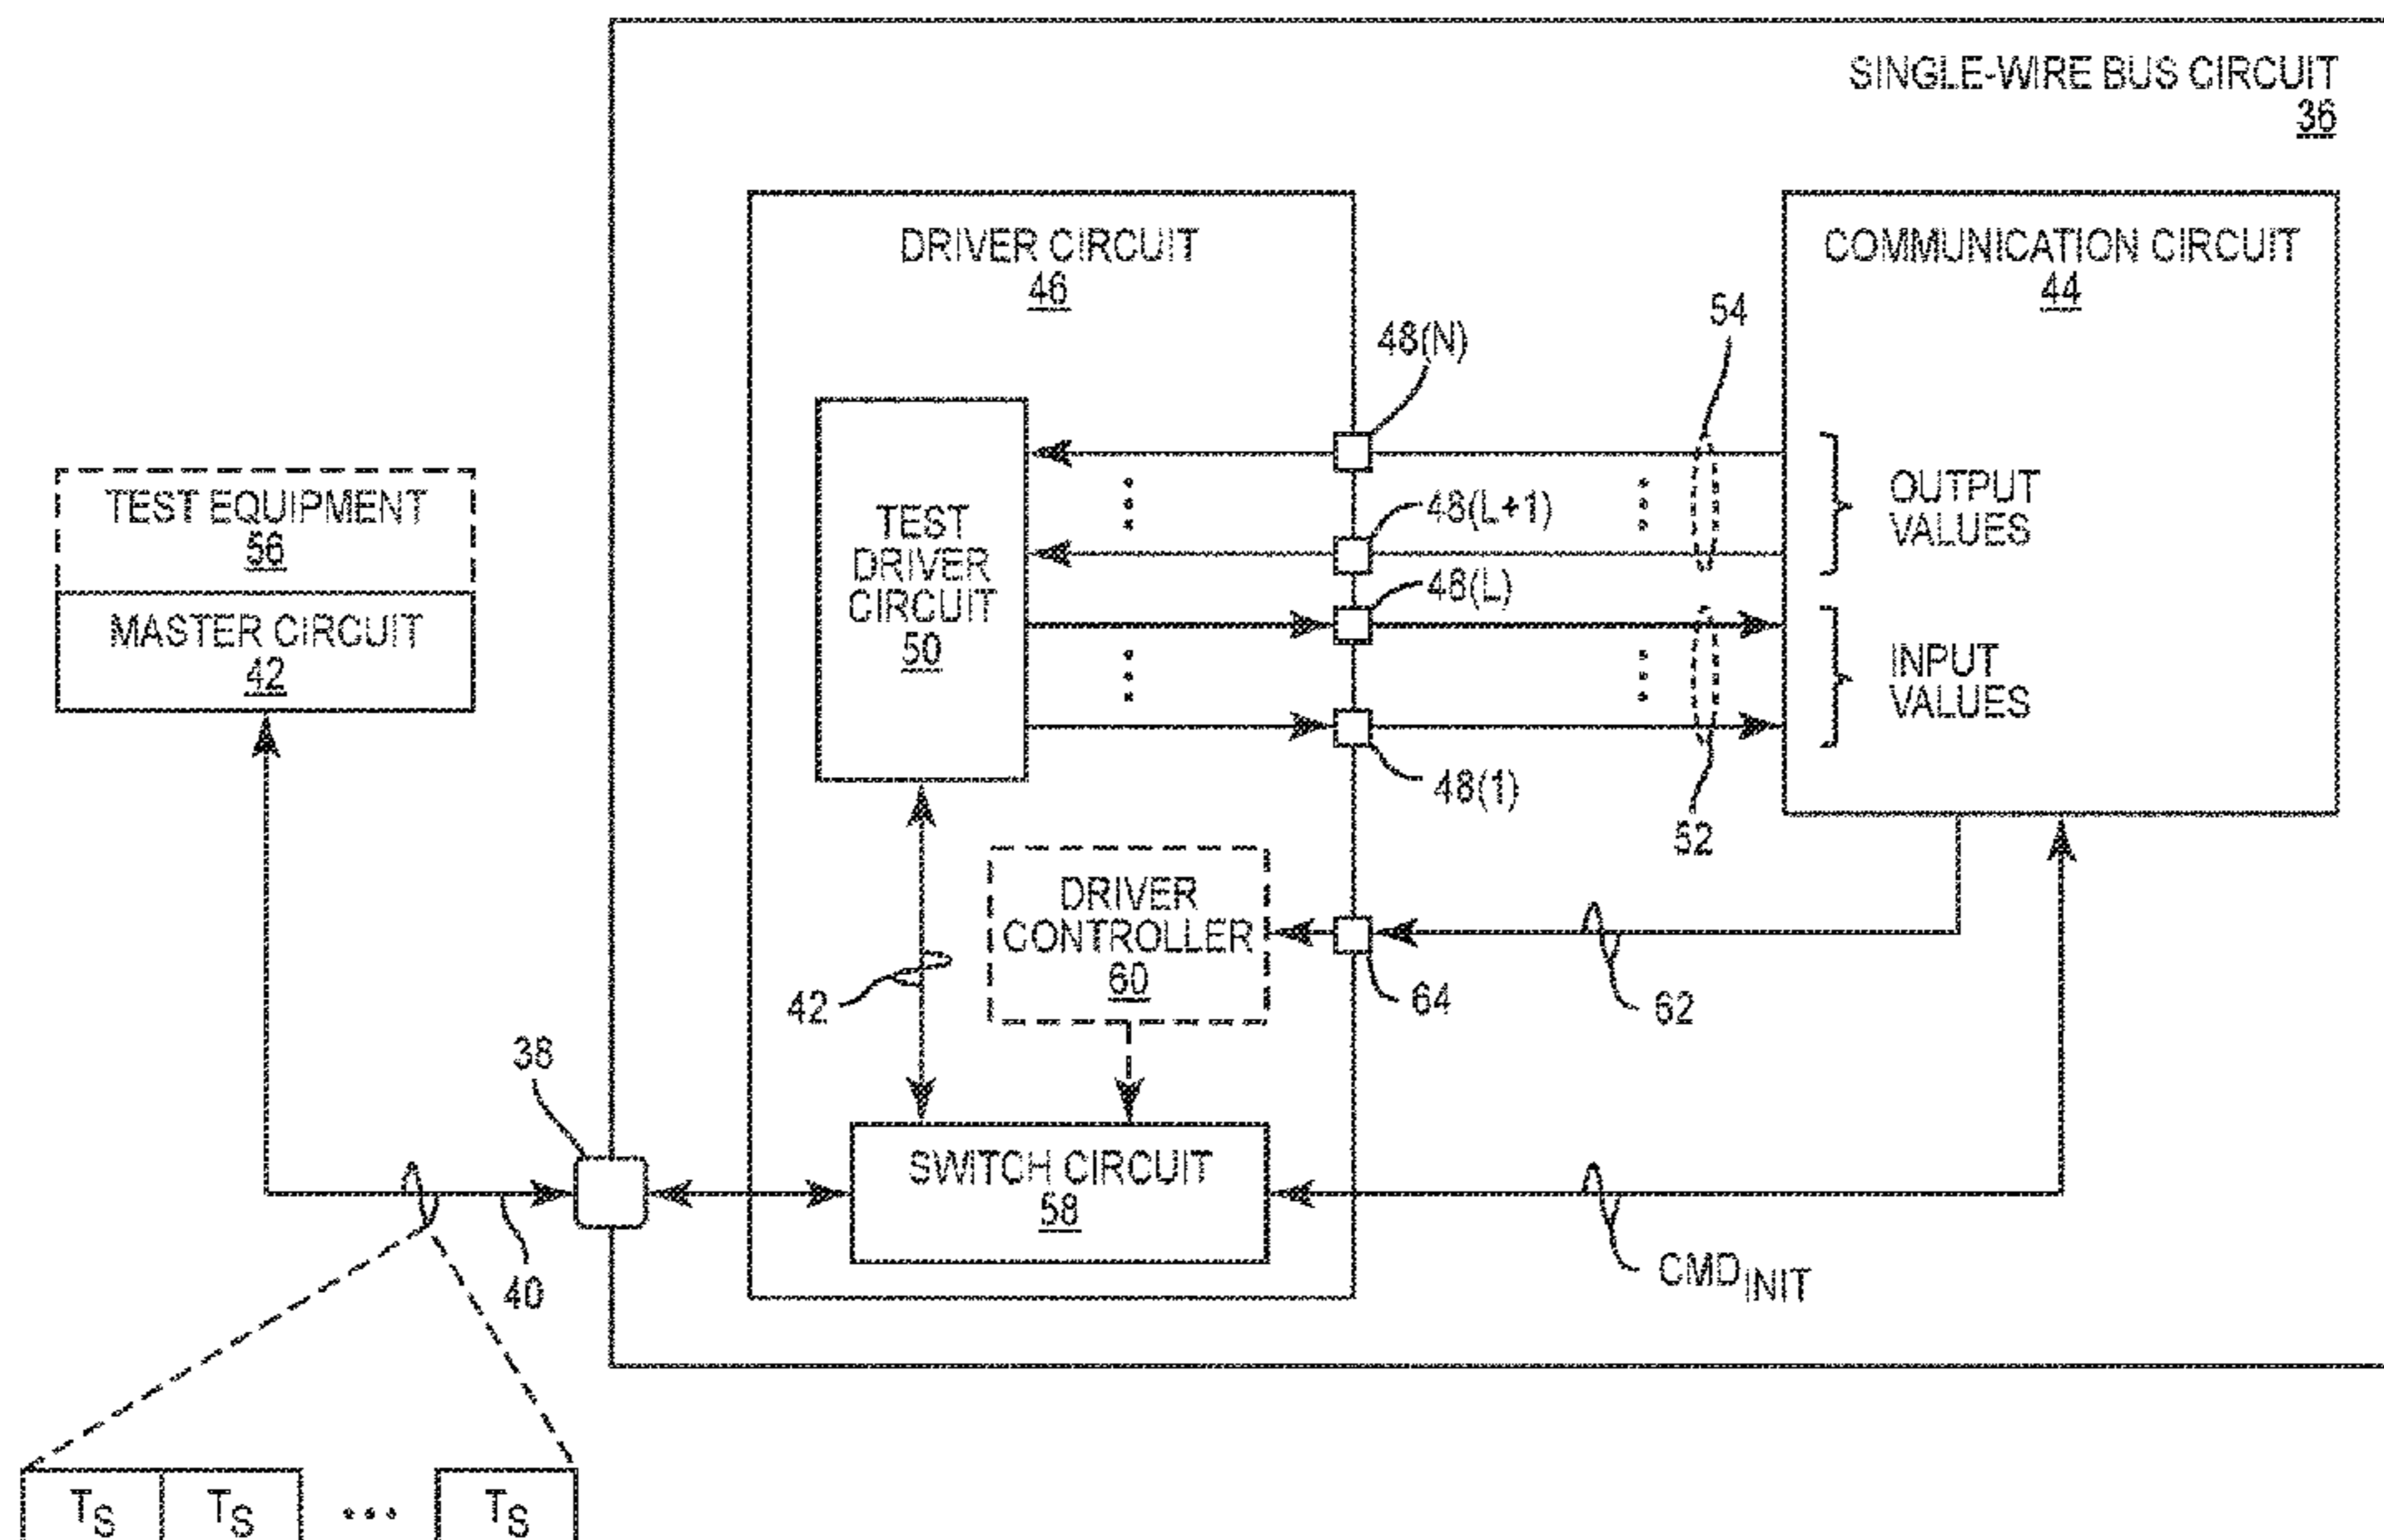 SINGLE-WIRE BUS CIRCUIT
36
DRIVER CIRCUIT
46
COMMUNICATION CIRCUIT
44
54
48(N)
TEST EQUIPMENT
56
MASTER CIRCUIT
42
TEST
DRIVER
CIRCUIT
50
48(L+1)
48(L)
OUTPUT
VALUES
INPUT
VALUES
48(1)
52
DRIVER
CONTROLLER
60
42
64
62
38
SWITCH CIRCUIT
58
40
CMDINIT
TS
TS
•••
TS